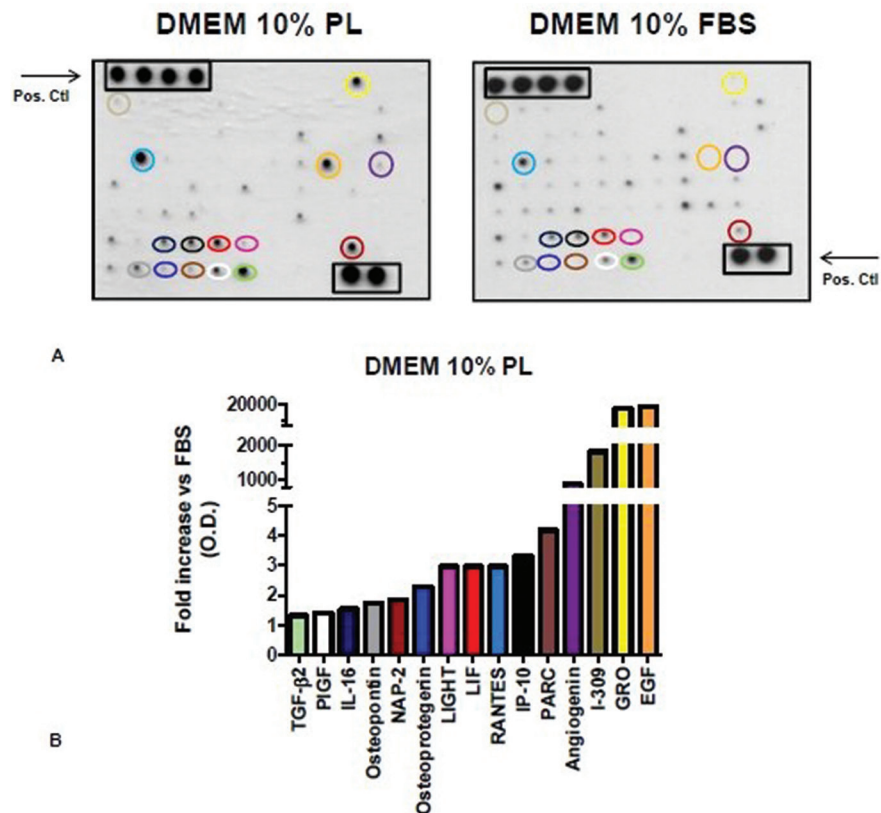 DMEM 10% PL
DMEM 10% FBS
Pos. Ctl
Pos. Ctl
A
DMEM 10% PL
Fold increase vs FBS
(O.D.)
20000
2000
1000
5
4
3
2
1
0
TGF-β2
PIGF
IL-16
Osteopontin
NAP-2
Osteoprotegerin
LIGHT
LIF
RANTES
IP-10
PARC
Angiogenin
I-309
GRO
EGF
B